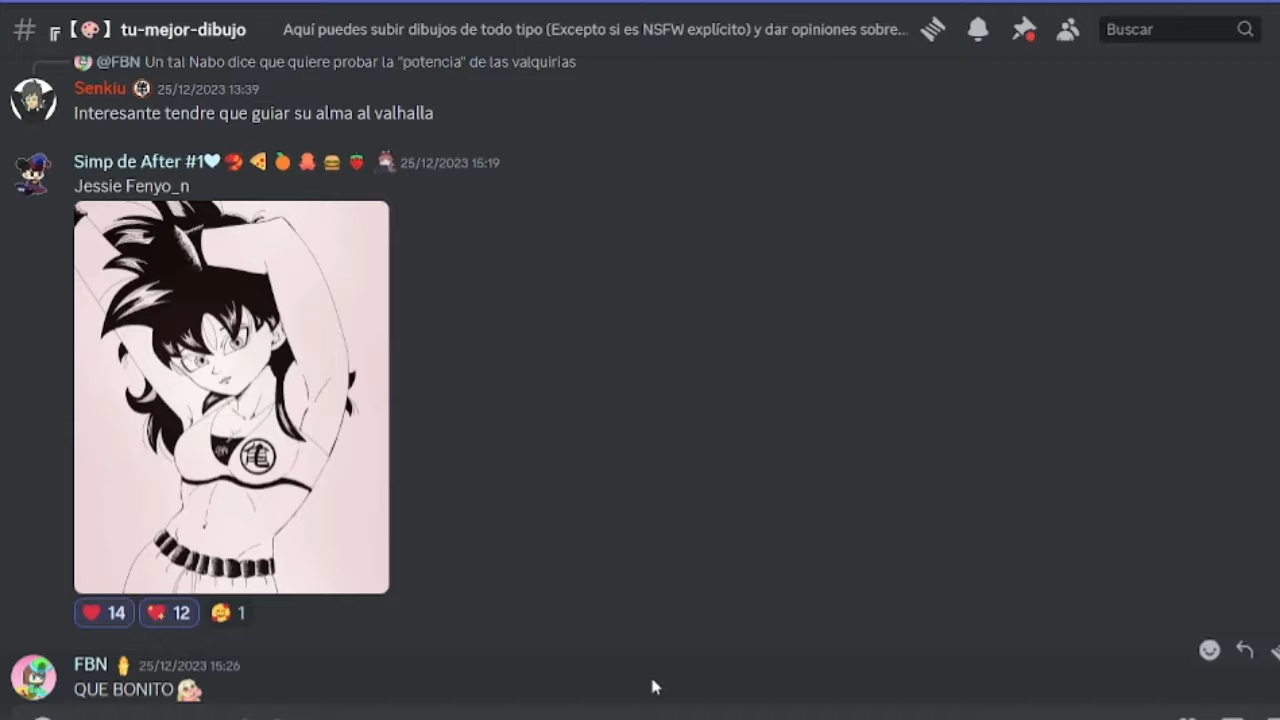 # ╔【🎨】tu-mejor-dibujo
Aquí puedes subir dibujos de todo tipo (Excepto si es NSFW explícito) y dar opiniones sobre...
Buscar
@FBN Un tal Nabo dice que quiere probar la "potencia" de las valquirias
Senkiu 25/12/2023 13:39
Interesante tendre que guiar su alma al valhalla
Simp de After #1🤍🦐🍕🍊🐙🍔🍓 25/12/2023 15:19
Jessie Fenyo_n
亀
❤️ 14 💖 12 🥰 1
FBN 25/12/2023 15:26
QUE BONITO